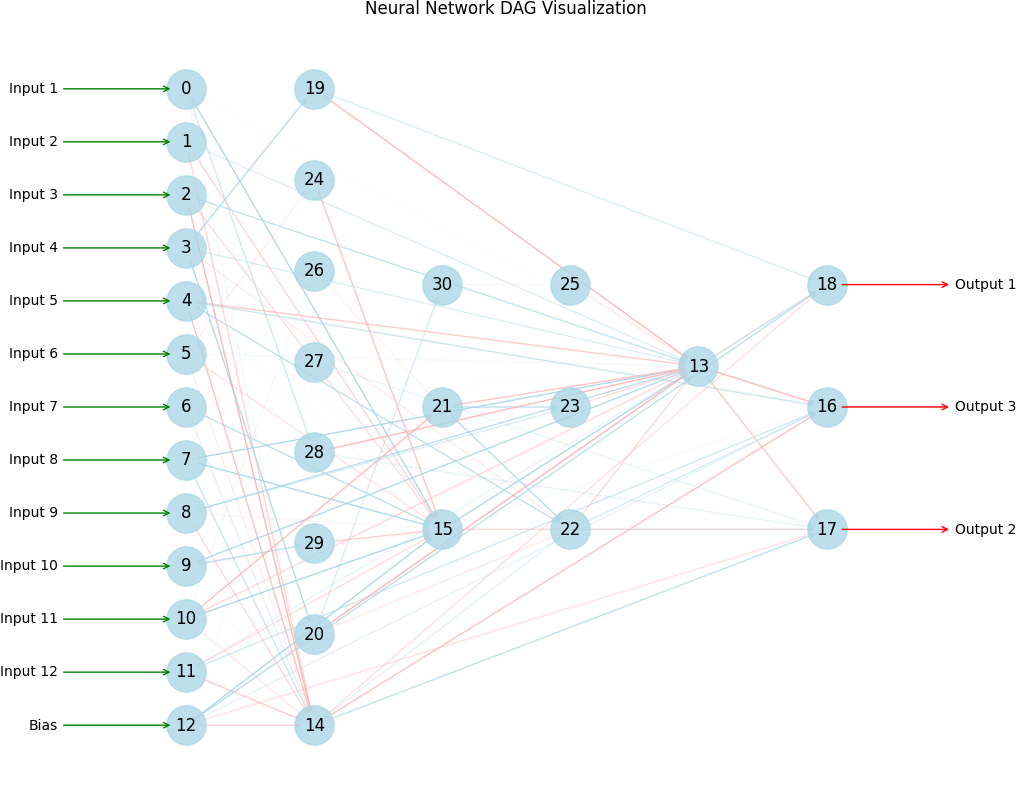 Neural Network DAG Visualization
Input 1 0 19
Input 2 1
24
Input 3 2
Input 4 3
26
30 25 18 Output 1
Input 5 4
Input 6 5
27
13
Input 7 6 21 23 16 Output 3
28
Input 8 7
Input 9 8
15 22 17 Output 2
29
Input 10 9
Input 11 10
20
Input 12 11
Bias 12 14